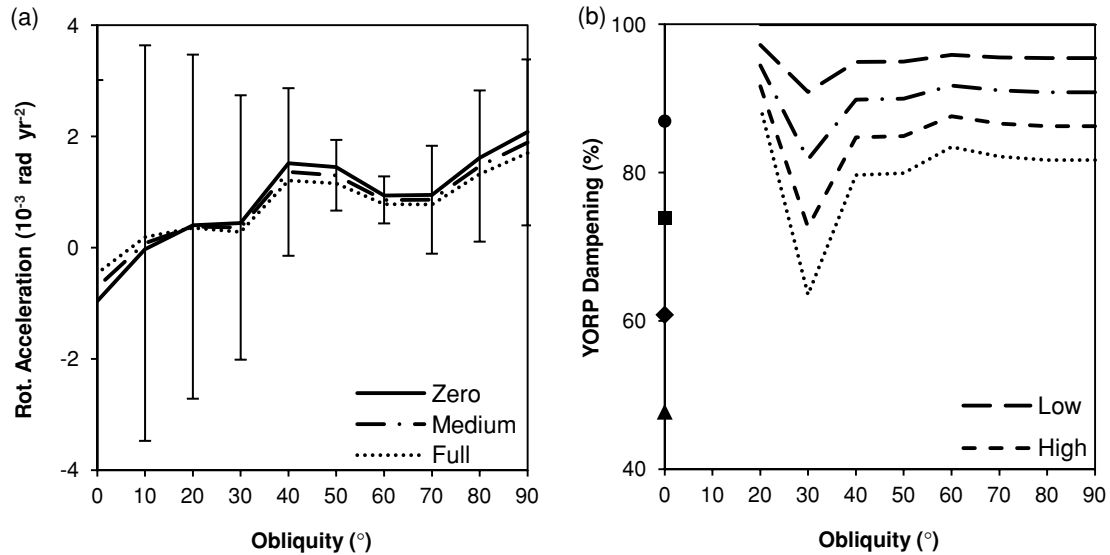 (a)
Rot. Acceleration (10⁻³ rad yr⁻²)
4
2
0
-2
-4
Zero
Medium
Full
0 10 20 30 40 50 60 70 80 90
Obliquity (°)
(b)
YORP Dampening (%)
100
80
60
40
Low
High
0 10 20 30 40 50 60 70 80 90
Obliquity (°)